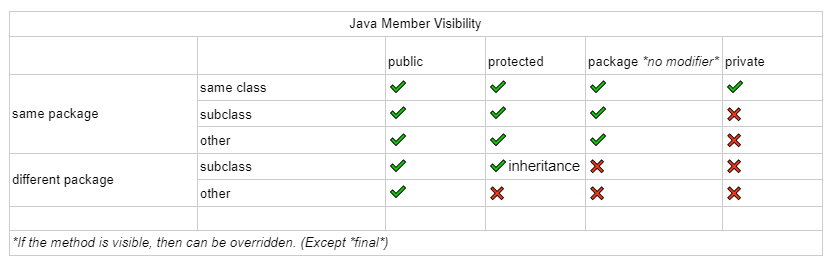 Java Member Visibility
public protected package *no modifier* private
same package
same class
subclass
other
different package
subclass inheritance
other
*If the method is visible, then can be overridden. (Except *final*)